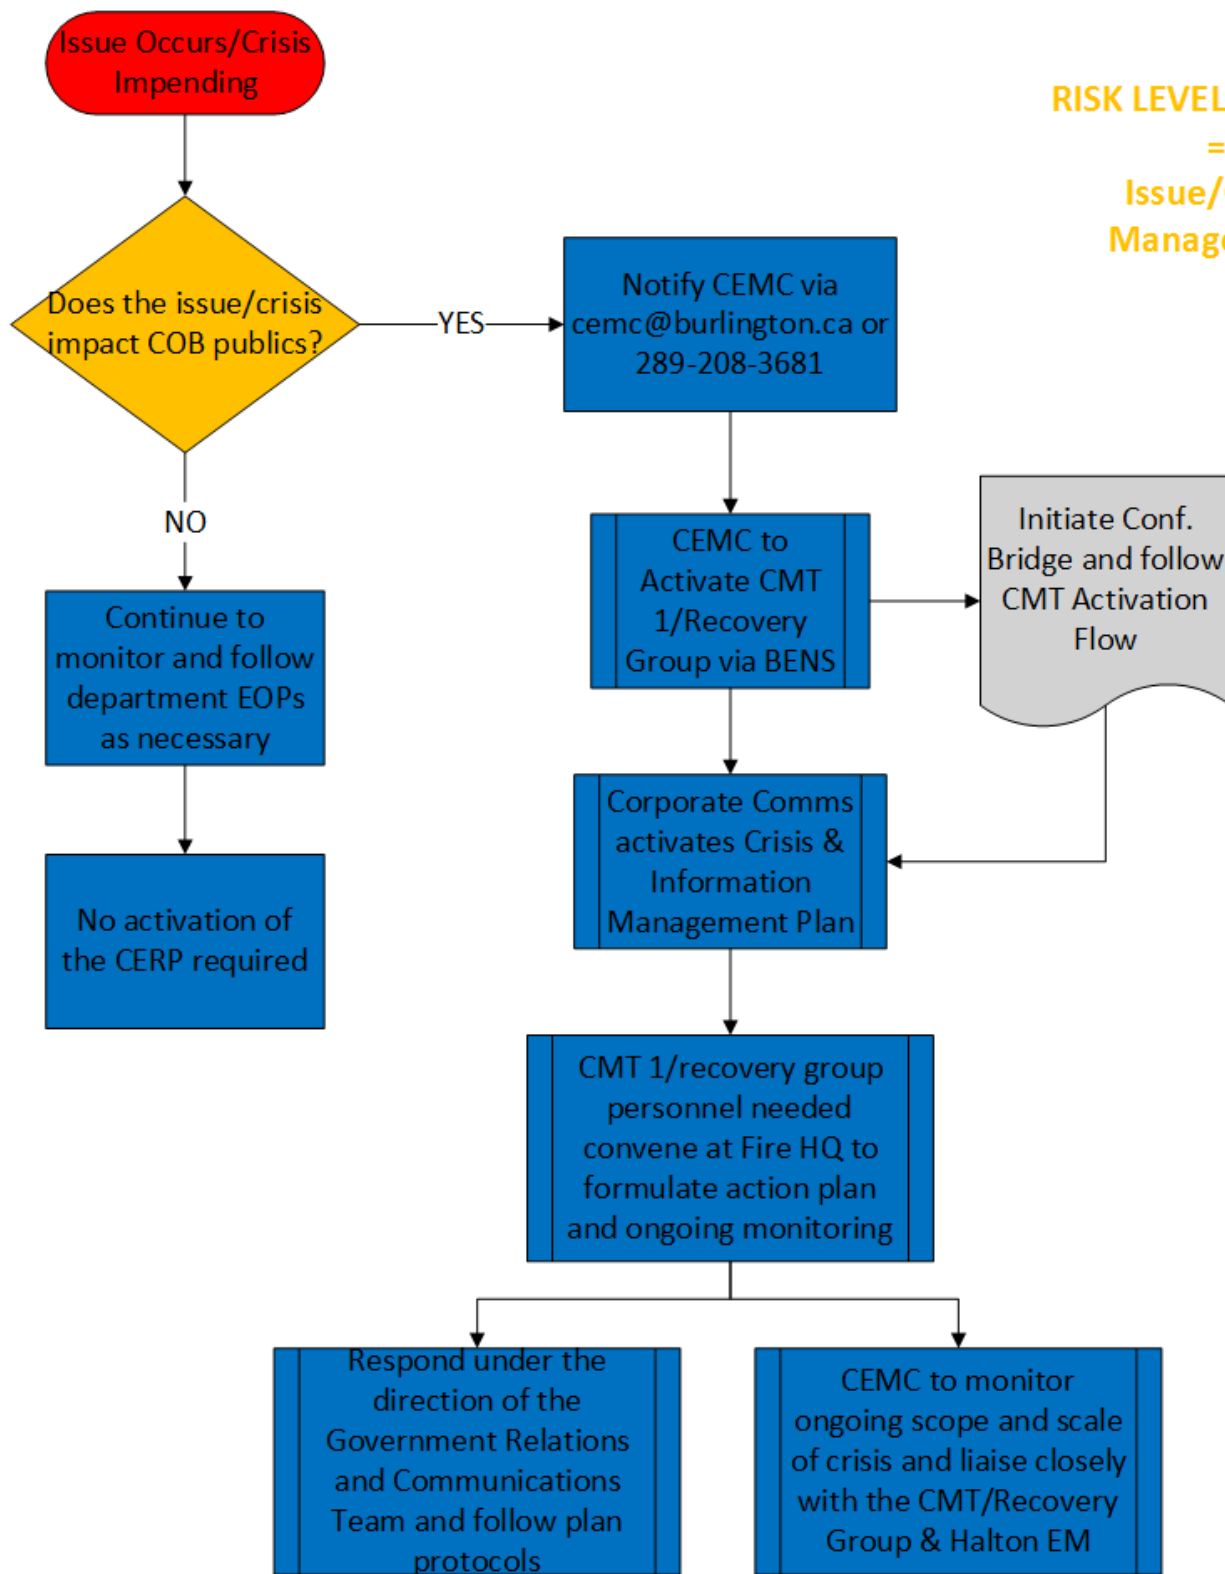 Issue Occurs/Crisis
Impending
RISK LEVEL
=
Does the issue/crisis
impact COB publics?
YES
Notify CEMC via
cemc@burlington.ca or
289-208-3681
NO
Continue to
monitor and follow
department EOPs
as necessary
No activation of
the CERP required
CEMC to
Activate CMT
1/Recovery
Group via BENS
Initiate Conf.
Bridge and follow
CMT Activation
Flow
Corporate Comms
activates Crisis &
Information
Management Plan
CMT 1/recovery group
personnel needed
convene at Fire HQ to
formulate action plan
and ongoing monitoring
Respond under the
direction of the
Government Relations
and Communications
Team and follow plan
protocols
CEMC to monitor
ongoing scope and scale
of crisis and liaise closely
with the CMT/Recovery
Group & Halton EM